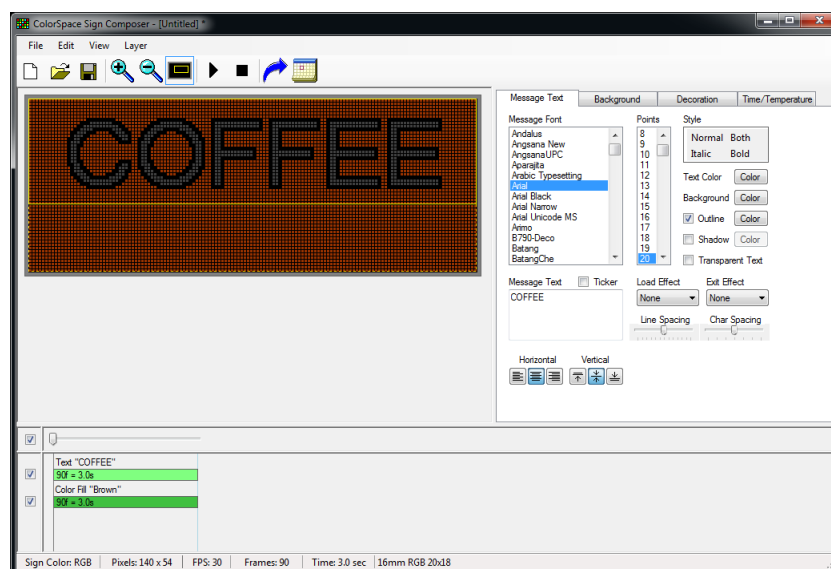 ColorSpace Sign Composer - [Untitled] *
File Edit View Layer
COFFEE
Message Text Background Decoration Time/Temperature
Message Font Points Style
Andalus
Angsana New
AngsanaUPC
Aparajita
Arabic Typesetting
Arial
Arial Black
Arial Narrow
Arial Unicode MS
Arimo
B790-Deco
Batang
BatangChe
8
9
10
11
12
13
14
15
16
17
18
19
20
Normal Both
Italic Bold
Text Color Color
Background Color
Outline Color
Shadow Color
Transparent Text
Message Text Ticker Load Effect Exit Effect
COFFEE
None None
Line Spacing Char Spacing
Horizontal Vertical
Text "COFFEE"
90f = 3.0s
Color Fill "Brown"
90f = 3.0s
Sign Color: RGB Pixels: 140 x 54 FPS: 30 Frames: 90 Time: 3.0 sec 16mm RGB 20x18